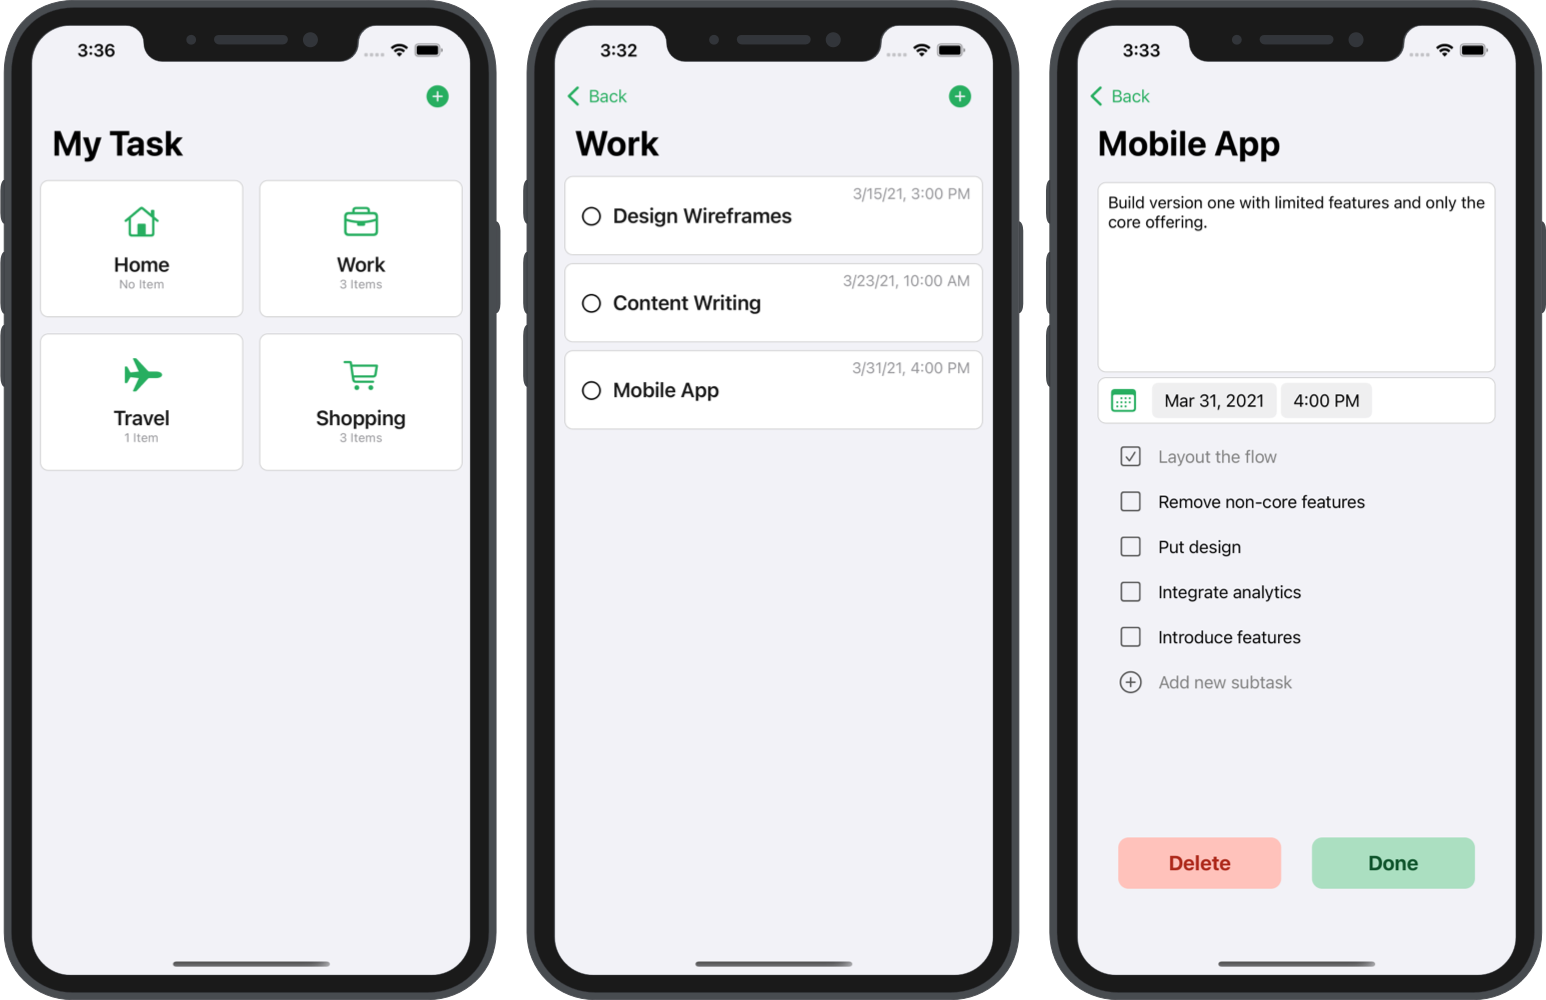 3:36
My Task
Home
No Item
Work
3 Items
Travel
1 Item
Shopping
3 Items
3:32
Back
Work
3/15/21, 3:00 PM
Design Wireframes
3/23/21, 10:00 AM
Content Writing
3/31/21, 4:00 PM
Mobile App
3:33
Back
Mobile App
Build version one with limited features and only the
core offering.
Mar 31, 2021 4:00 PM
Layout the flow
Remove non-core features
Put design
Integrate analytics
Introduce features
Add new subtask
Delete Done